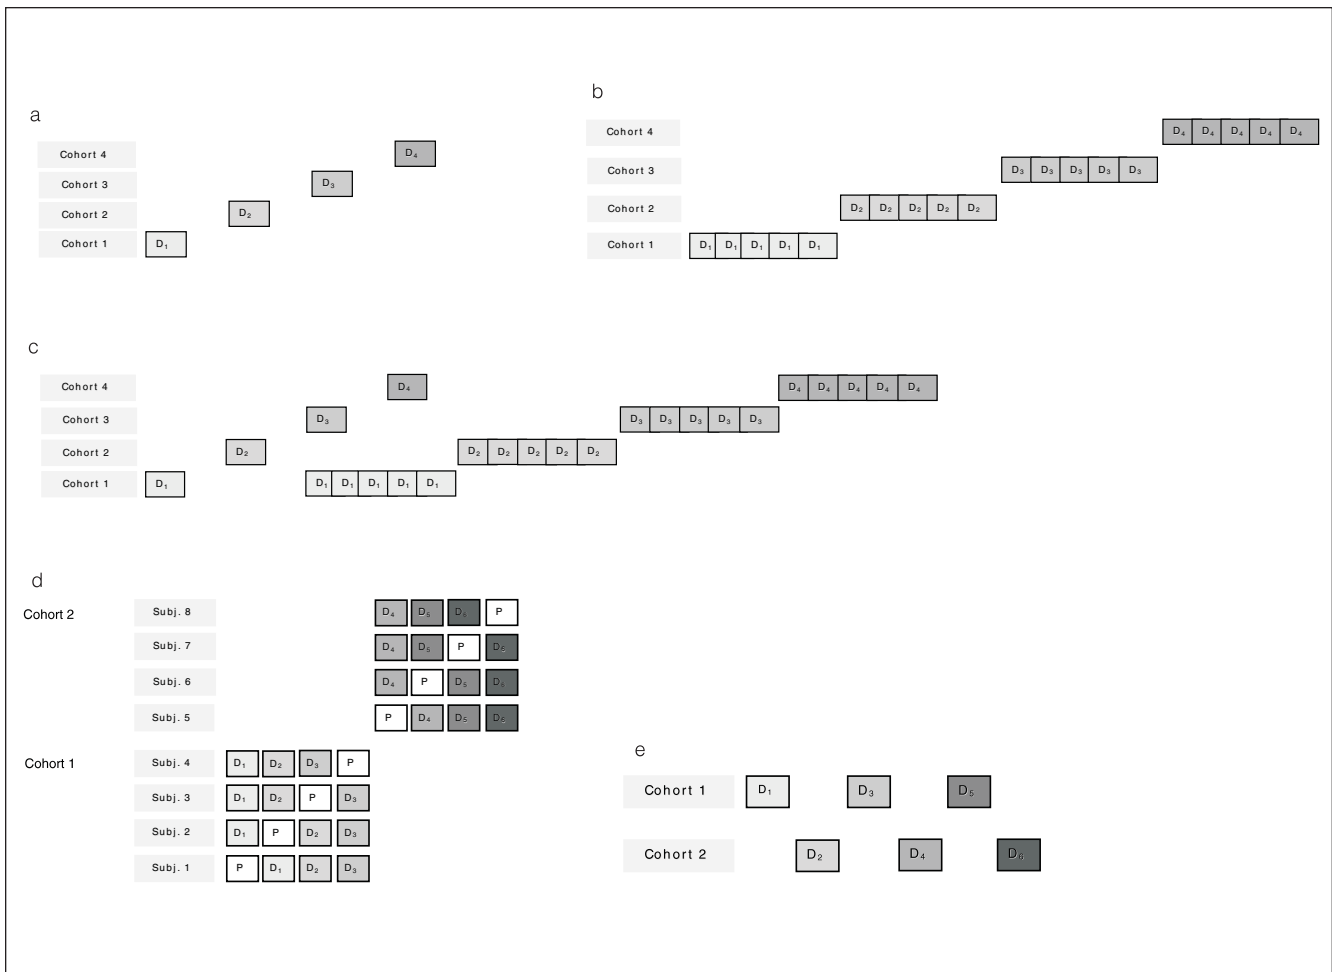 a
Cohort 4 D₄
Cohort 3 D₃
Cohort 2 D₂
Cohort 1 D₁
b
Cohort 4 D₄ D₄ D₄ D₄ D₄
Cohort 3 D₃ D₃ D₃ D₃ D₃
Cohort 2 D₂ D₂ D₂ D₂ D₂
Cohort 1 D₁ D₁ D₁ D₁ D₁
c
Cohort 4 D₄ D₄ D₄ D₄ D₄ D₄
Cohort 3 D₃ D₃ D₃ D₃ D₃ D₃
Cohort 2 D₂ D₂ D₂ D₂ D₂ D₂
Cohort 1 D₁ D₁ D₁ D₁ D₁ D₁
d
Cohort 2 Subj. 8 D₄ D₅ D₆ P
Subj. 7 D₄ D₅ P D₆
Subj. 6 D₄ P D₅ D₆
Subj. 5 P D₄ D₅ D₆
Cohort 1 Subj. 4 D₁ D₂ D₃ P
Subj. 3 D₁ D₂ P D₃
Subj. 2 D₁ P D₂ D₃
Subj. 1 P D₁ D₂ D₃
e
Cohort 1 D₁ D₃ D₅
Cohort 2 D₂ D₄ D₆